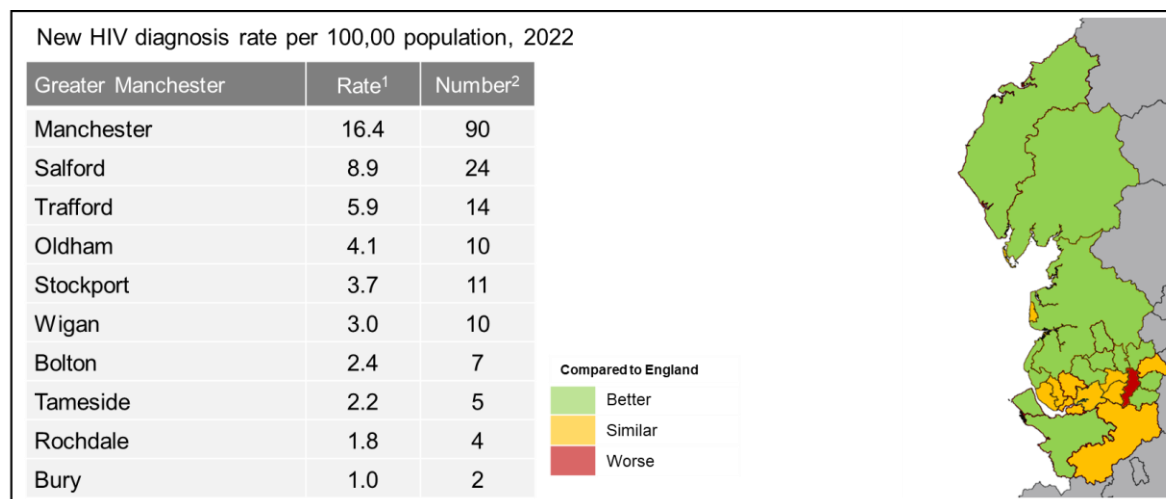 New HIV diagnosis rate per 100,00 population, 2022
Greater Manchester Rate¹ Number²
Manchester 16.4 90
Salford 8.9 24
Trafford 5.9 14
Oldham 4.1 10
Stockport 3.7 11
Wigan 3.0 10
Bolton 2.4 7
Tameside 2.2 5
Rochdale 1.8 4
Bury 1.0 2
Compared to England
Better
Similar
Worse